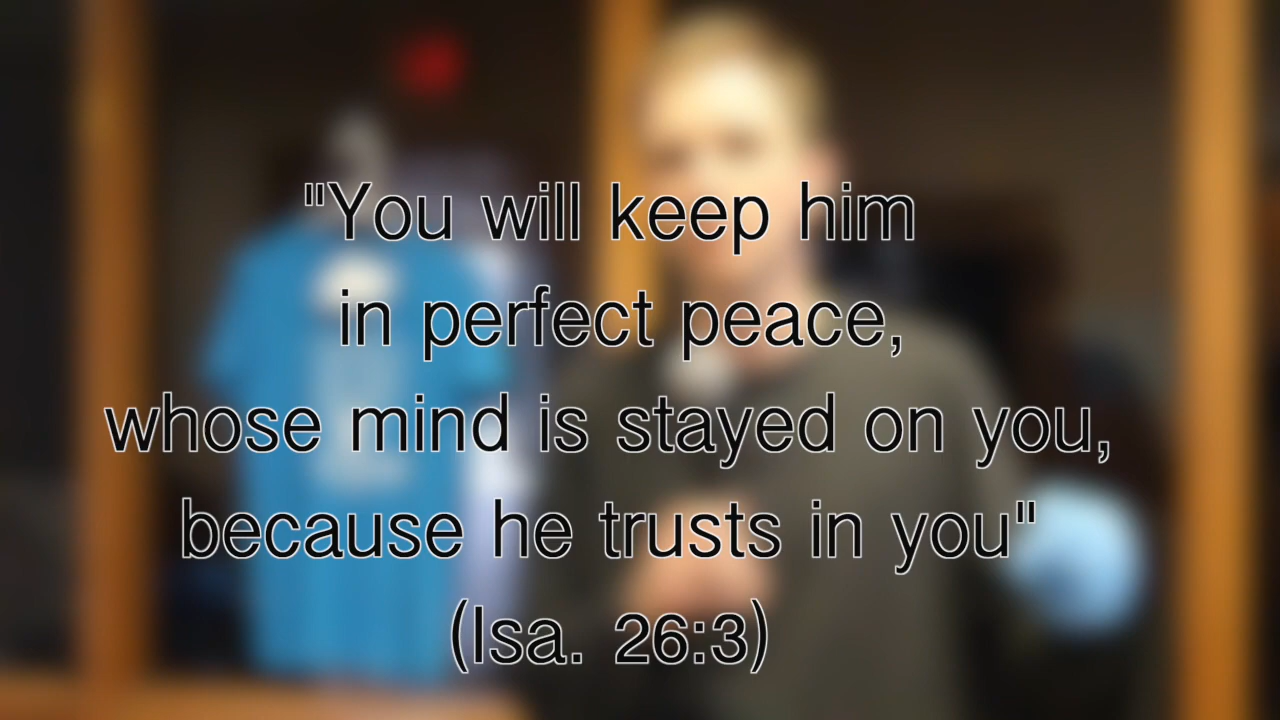 "You will keep him
in perfect peace,
whose mind is stayed on you,
because he trusts in you"
(Isa. 26:3)